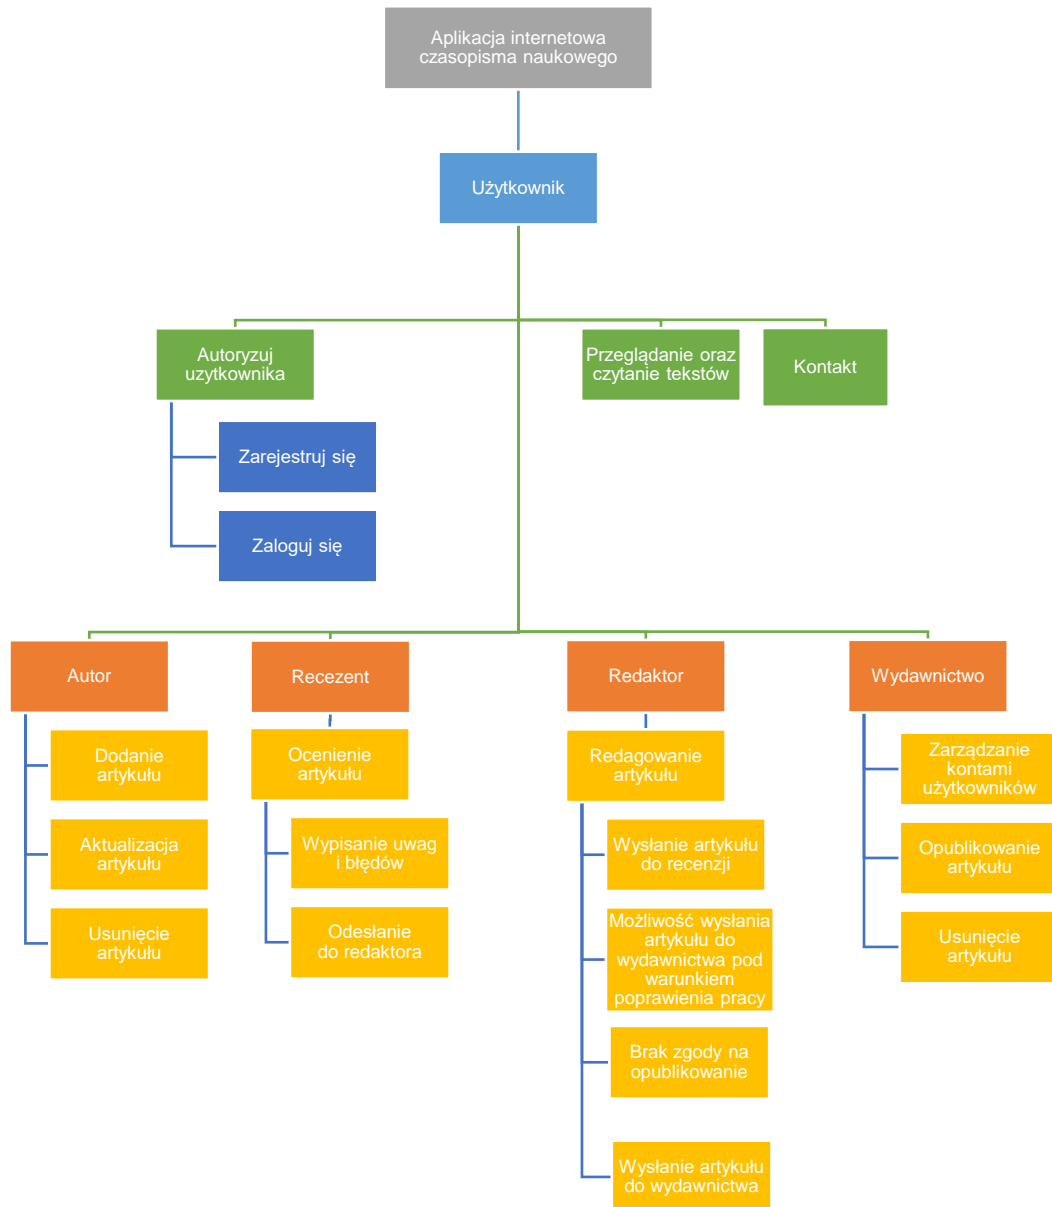 Aplikacja internetowa
czasopisma naukowego
Użytkownik
Autoryzuj
uzytkownika
Przeglądanie oraz
czytanie tekstów
Kontakt
Zarejestruj się
Zaloguj się
Autor
Recezent
Redaktor
Wydawnictwo
Dodanie
artykułu
Aktualizacja
artykułu
Usunięcie
artykułu
Ocenienie
artykułu
Wypisanie uwag
i błędów
Odesłanie
do redaktora
Redagowanie
artykułu
Wysłanie artykułu
do recenzji
Możliwość wysłania
artykułu do
wydawnictwa pod
warunkiem
poprawienia pracy
Brak zgody na
opublikowanie
Wysłanie artykułu
do wydawnictwa
Zarządzanie
kontami
użytkowników
Opublikowanie
artykułu
Usunięcie
artykułu